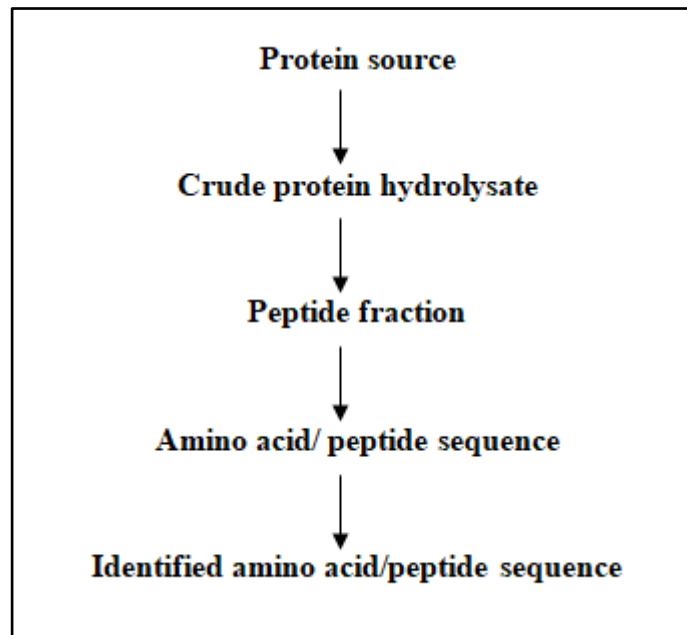 Protein source
Crude protein hydrolysate
Peptide fraction
Amino acid/ peptide sequence
Identified amino acid/peptide sequence